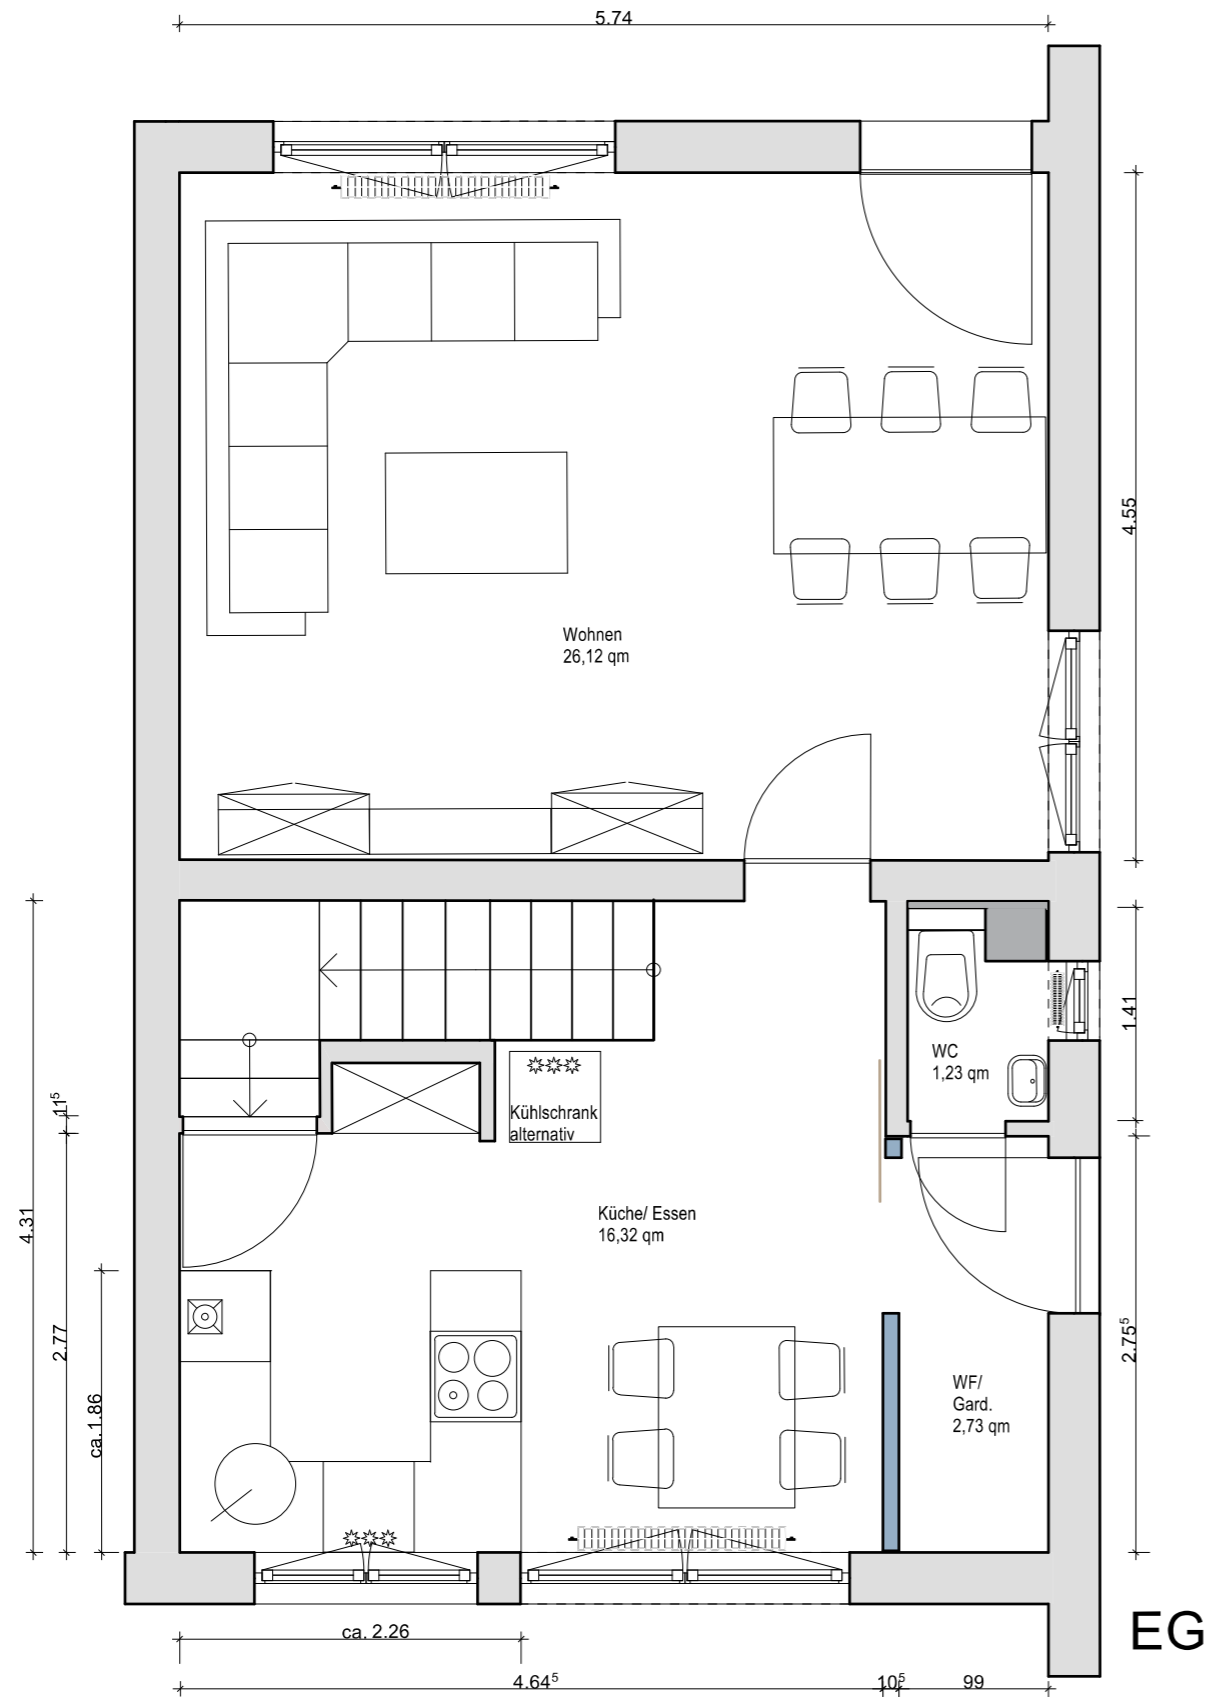 5.74
4.55
Wohnen
26,12 qm
1.41
WC
1,23 qm
11⁵
Kühlschrank
alternativ
4.31
Küche/ Essen
16,32 qm
2.77
2.75⁵
ca. 1.86
WF/
Gard.
2,73 qm
EG
ca. 2.26
4.64⁵
10⁵
99